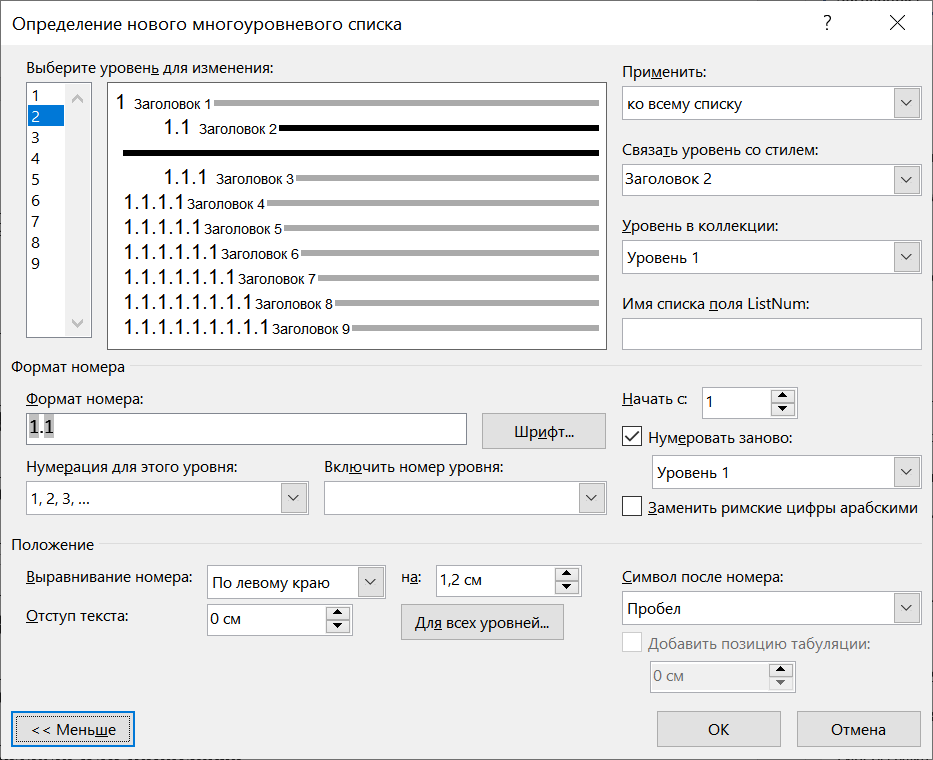 Определение нового многоуровневого списка ?
Выберите уровень для изменения:
1
2
3
4
5
6
7
8
9
1 Заголовок 1
1.1 Заголовок 2
1.1.1 Заголовок 3
1.1.1.1 Заголовок 4
1.1.1.1.1 Заголовок 5
1.1.1.1.1.1 Заголовок 6
1.1.1.1.1.1.1 Заголовок 7
1.1.1.1.1.1.1.1 Заголовок 8
1.1.1.1.1.1.1.1.1 Заголовок 9
Применить:
ко всему списку
Связать уровень со стилем:
Заголовок 2
Уровень в коллекции:
Уровень 1
Имя списка поля ListNum:
Формат номера
Формат номера:
1.1
Шрифт...
Нумерация для этого уровня:
1, 2, 3, ...
Включить номер уровня:
Начать с: 1
Нумеровать заново:
Уровень 1
Заменить римские цифры арабскими
Положение
Выравнивание номера: По левому краю на: 1,2 см
Отступ текста: 0 см
Для всех уровней...
Символ после номера:
Пробел
Добавить позицию табуляции:
0 см
<< Меньше
ОК
Отмена